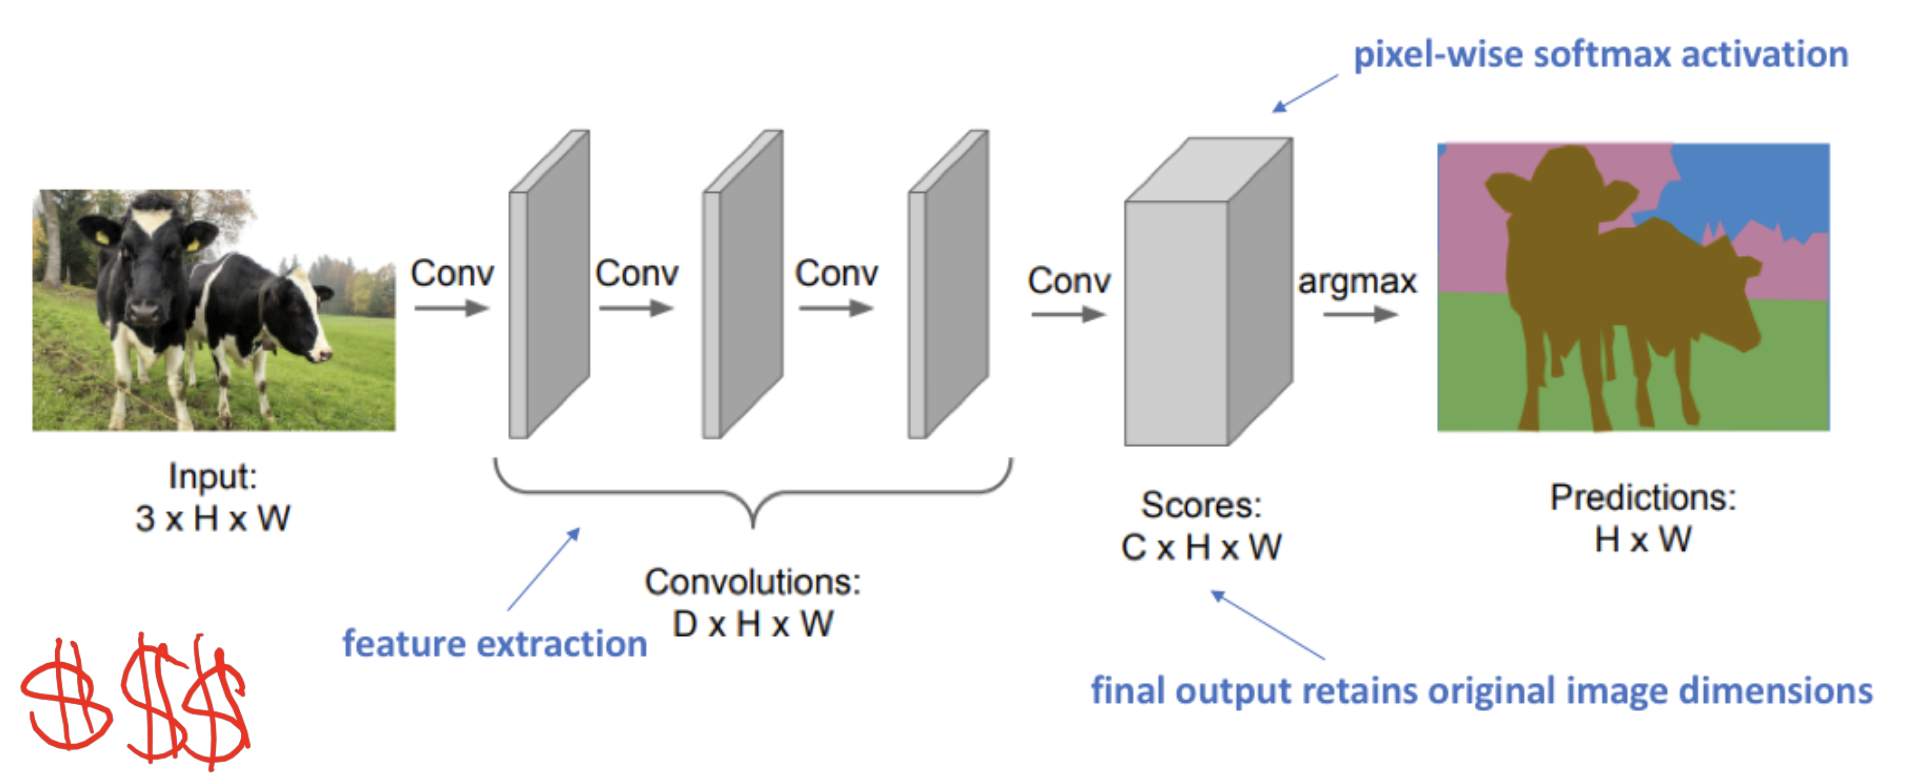 pixel-wise softmax activation
Conv
Conv
Conv
Conv
argmax
Input:
3 x H x W
Convolutions:
D x H x W
Scores:
C x H x W
Predictions:
H x W
feature extraction
final output retains original image dimensions
$$$